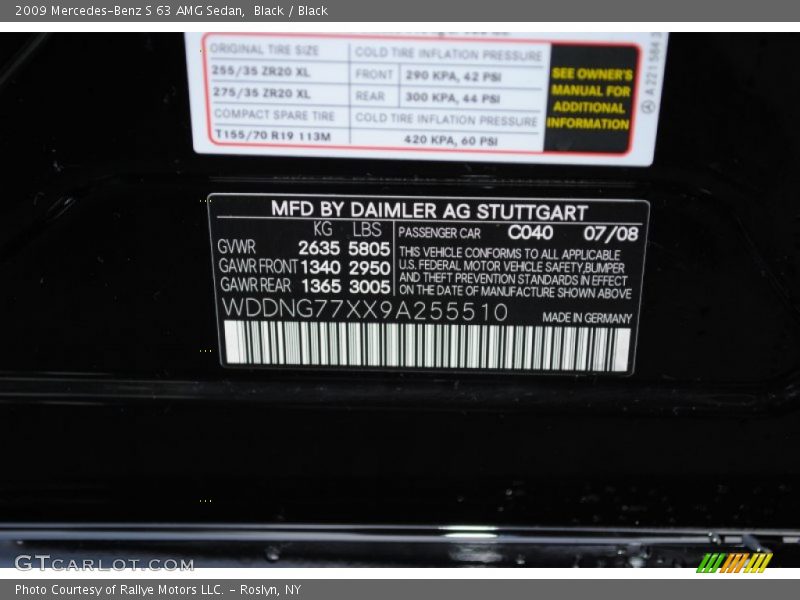 2009 Mercedes-Benz S 63 AMG Sedan, Black / Black
ORIGINAL TIRE SIZE COLD TIRE INFLATION PRESSURE
255/35 ZR20 XL FRONT 290 KPA, 42 PSI
275/35 ZR20 XL REAR 300 KPA, 44 PSI
COMPACT SPARE TIRE COLD TIRE INFLATION PRESSURE
T155/70 R19 113M 420 KPA, 60 PSI
SEE OWNER'S
MANUAL FOR
ADDITIONAL
INFORMATION
A 221 584
MFD BY DAIMLER AG STUTTGART
KG LBS
GVWR 2635 5805
GAWR FRONT 1340 2950
GAWR REAR 1365 3005
PASSENGER CAR C040 07/08
THIS VEHICLE CONFORMS TO ALL APPLICABLE
U.S. FEDERAL MOTOR VEHICLE SAFETY,BUMPER
AND THEFT PREVENTION STANDARDS IN EFFECT
ON THE DATE OF MANUFACTURE SHOWN ABOVE
WDDNG77XX9A255510
MADE IN GERMANY
GTCARLOT.COM
Photo Courtesy of Rallye Motors LLC. - Roslyn, NY